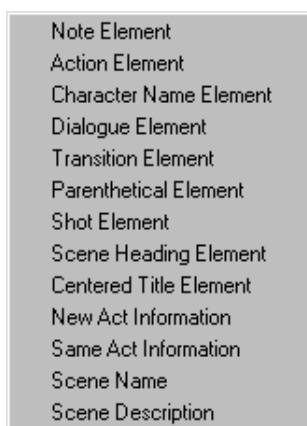 Note Element
Action Element
Character Name Element
Dialogue Element
Transition Element
Parenthetical Element
Shot Element
Scene Heading Element
Centered Title Element
New Act Information
Same Act Information
Scene Name
Scene Description